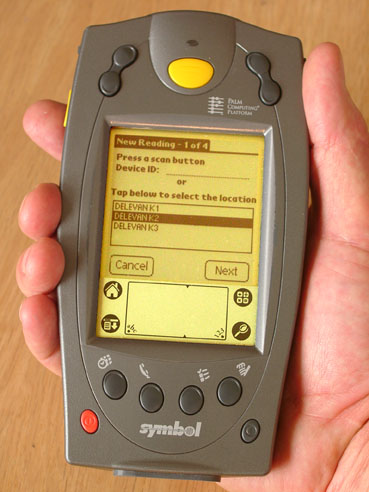 PALM
COMPUTING®
PLATFORM
New Reading - 1 of 4
Press a scan button
Device ID:
or
Tap below to select the location
DELEVAN K1
DELEVAN K2
DELEVAN K3
Cancel
Next
symbol